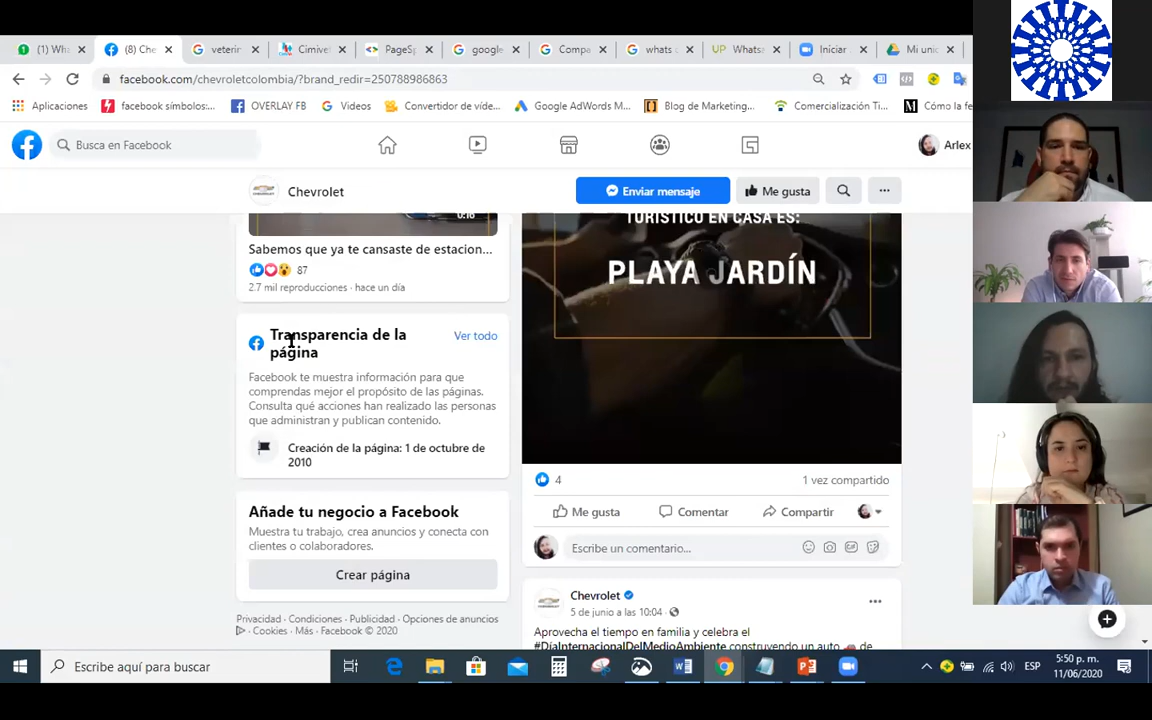 (1) Wha
(8) Che
veterin
Cimivet
PageSp
google
Compa
whats c
UP Whats
Iniciar
Mi uni
facebook.com/chevroletcolombia/?brand_redir=250788986863
Aplicaciones
facebook símbolos:...
OVERLAY FB
Videos
Convertidor de víde...
Google AdWords M...
Blog de Marketing...
Comercialización Ti...
Cómo la fe
Busca en Facebook
Arlex
Chevrolet
Enviar mensaje
Me gusta
0:16
Sabemos que ya te cansaste de estacion...
87
2.7 mil reproducciones · hace un día
Transparencia de la
página
Ver todo
Facebook te muestra información para que
comprendas mejor el propósito de las páginas.
Consulta qué acciones han realizado las personas
que administran y publican contenido.
Creación de la página: 1 de octubre de
2010
Añade tu negocio a Facebook
Muestra tu trabajo, crea anuncios y conecta con
clientes o colaboradores.
Crear página
Privacidad · Condiciones · Publicidad · Opciones de anuncios
· Cookies · Más · Facebook © 2020
TURÍSTICO EN CASA ES:
PLAYA JARDÍN
4
1 vez compartido
Me gusta
Comentar
Compartir
Escribe un comentario...
Chevrolet
5 de junio a las 10:04
Aprovecha el tiempo en familia y celebra el
#DíaInternacionalDelMedioAmbiente construyendo un auto 🚗 de
Escribe aquí para buscar
ESP
5:50 p. m.
11/06/2020